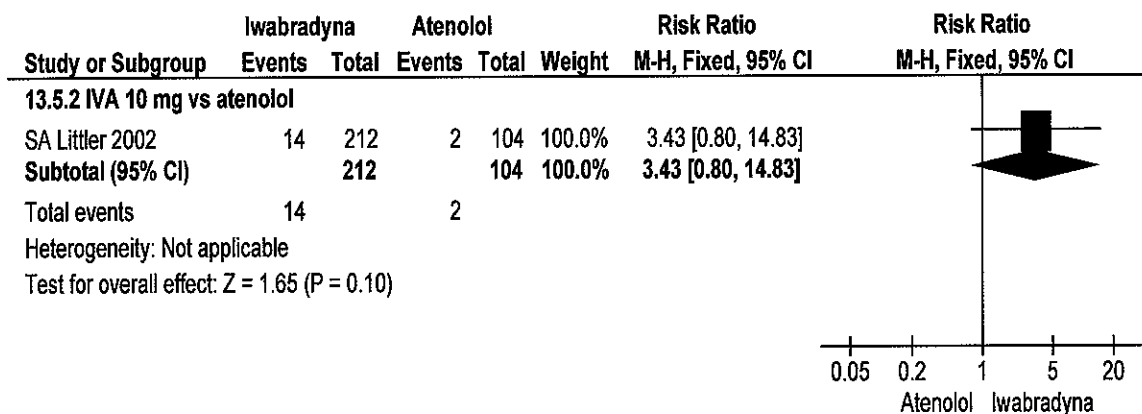 Iwabradyna Atenolol Risk Ratio Risk Ratio
Study or Subgroup Events Total Events Total Weight M-H, Fixed, 95% CI M-H, Fixed, 95% CI
13.5.2 IVA 10 mg vs atenolol
SA Littler 2002 14 212 2 104 100.0% 3.43 [0.80, 14.83]
Subtotal (95% CI) 212 104 100.0% 3.43 [0.80, 14.83]
Total events 14 2
Heterogeneity: Not applicable
Test for overall effect: Z = 1.65 (P = 0.10)
0.05 0.2 1 5 20
Atenolol Iwabradyna